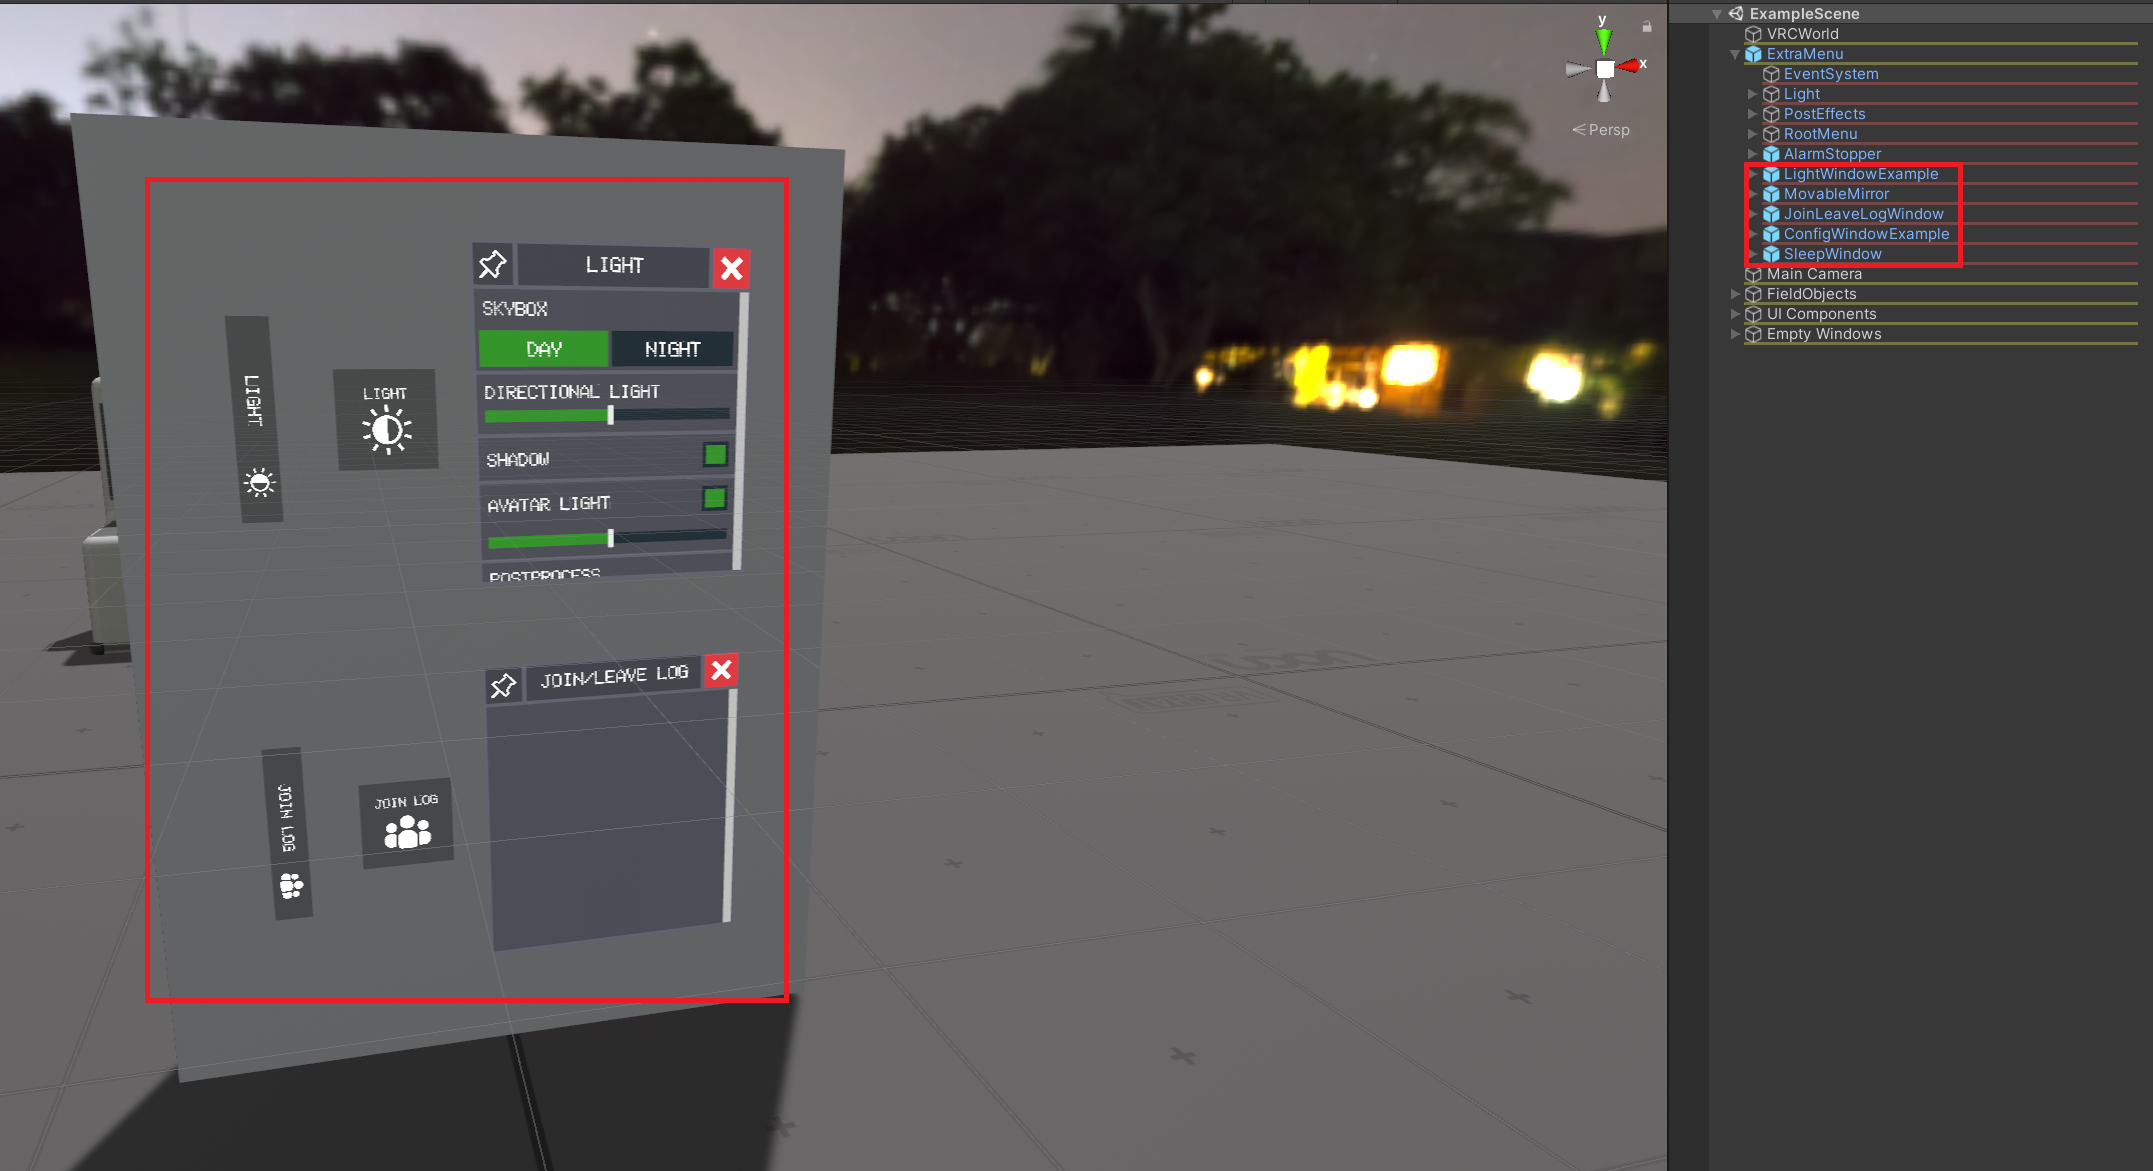 y
x
Persp
LIGHT
LIGHT
LIGHT
SKYBOX
DAY NIGHT
DIRECTIONAL LIGHT
SHADOW
AVATAR LIGHT
POSTPROCESS
JOIN LOG
JOIN LOG
JOIN/LEAVE LOG
ExampleScene
VRCWorld
ExtraMenu
EventSystem
Light
PostEffects
RootMenu
AlarmStopper
LightWindowExample
MovableMirror
JoinLeaveLogWindow
ConfigWindowExample
SleepWindow
Main Camera
FieldObjects
UI Components
Empty Windows